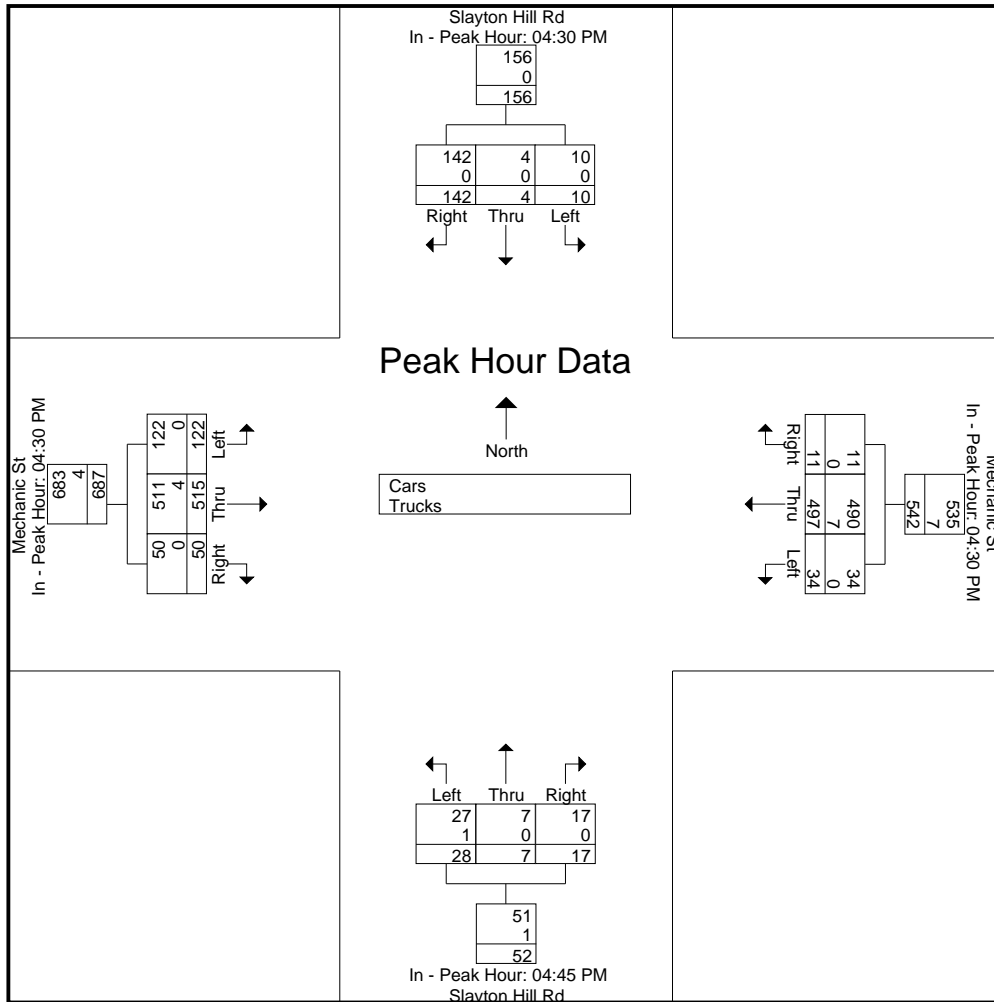 Slayton Hill Rd
In - Peak Hour: 04:30 PM
156
0
156
142 4 10
0 0 0
142 4 10
Right Thru Left
Peak Hour Data
North
Cars
Trucks
Mechanic St
In - Peak Hour: 04:30 PM
683
4
687
122 0 122
511 4 515
50 0 50
Left
Thru
Right
Mechanic St
In - Peak Hour: 04:30 PM
535
7
542
11 0 11
490 7 497
34 0 34
Right
Thru
Left
Left Thru Right
27 7 17
1 0 0
28 7 17
51
1
52
In - Peak Hour: 04:45 PM
Slayton Hill Rd